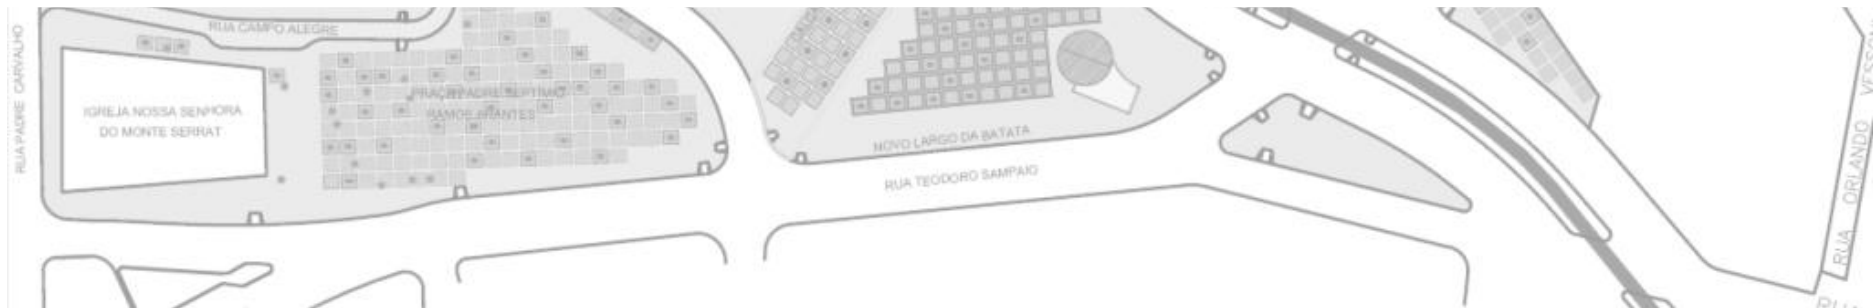 RUA CAMPO ALEGRE
RUA PADRE CARVALHO
IGREJA NOSSA SENHORA
DO MONTE SERRAT
PRAÇA PADRE SEPTIMIO
RAMOS ARANTES
NOVO LARGO DA BATATA
RUA TEODORO SAMPAIO
RUA ORLANDO